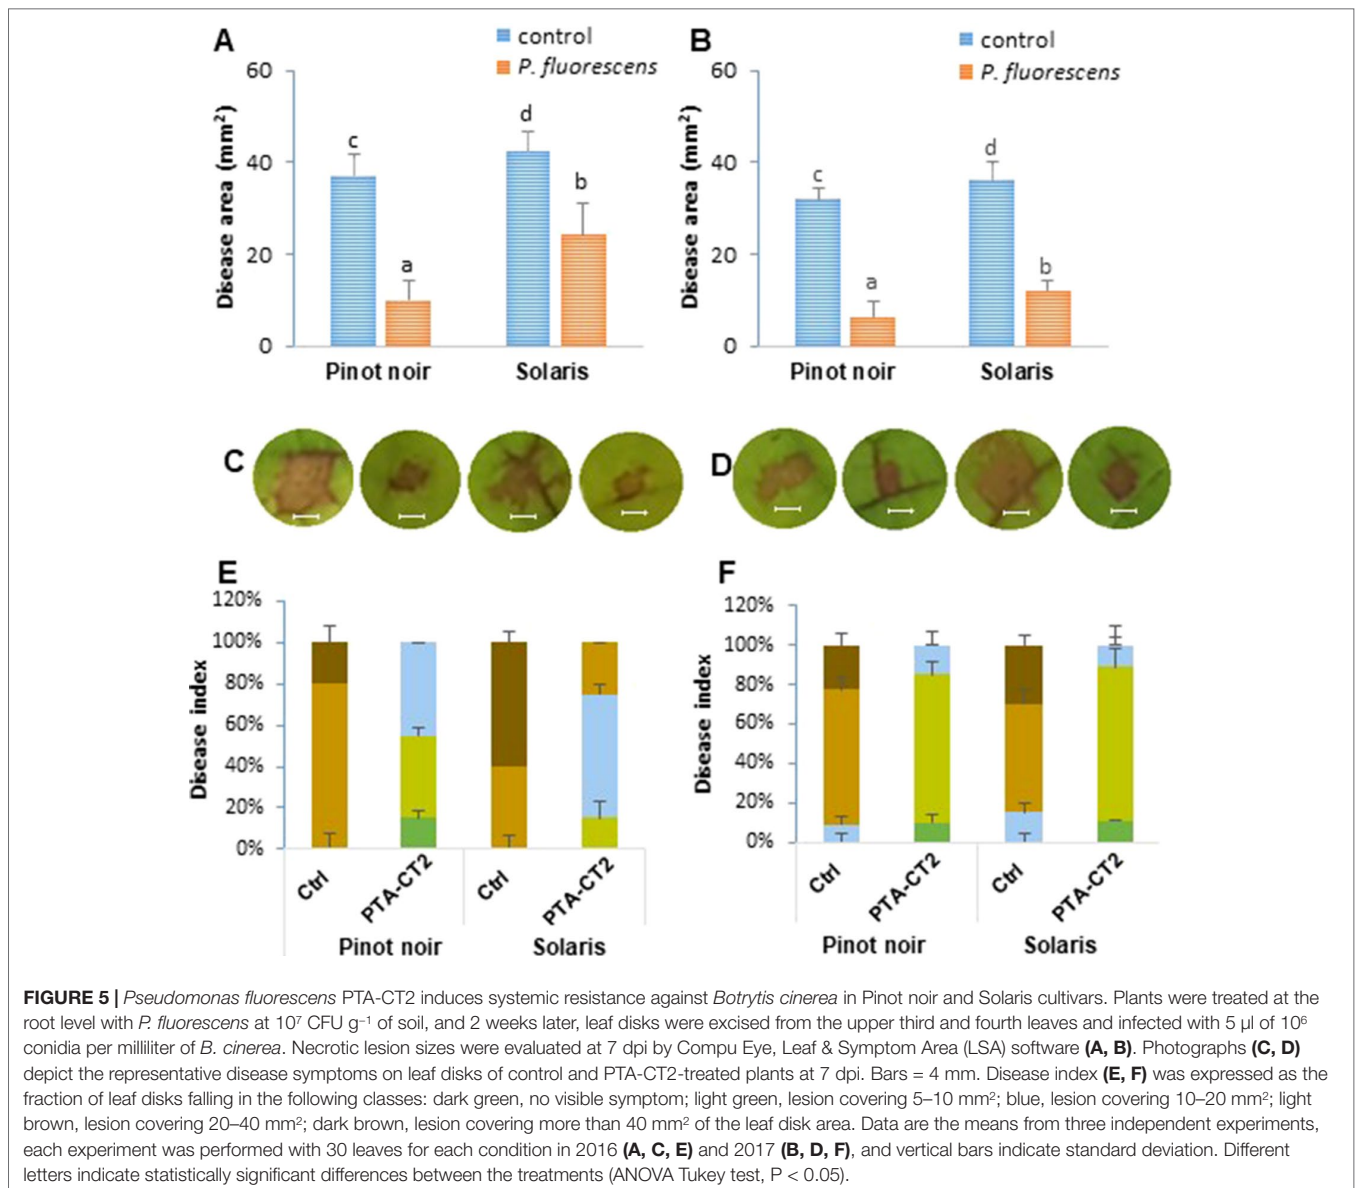 A
control
P. fluorescens
Disease area (mm²)
60
40
20
0
c
a
d
b
Pinot noir
Solaris
B
control
P. fluorescens
Disease area (mm²)
60
40
20
0
c
a
d
b
Pinot noir
Solaris
C
D
E
Disease index
120%
100%
80%
60%
40%
20%
0%
Ctrl
PTA-CT2
Ctrl
PTA-CT2
Pinot noir
Solaris
F
Disease index
120%
100%
80%
60%
40%
20%
0%
Ctrl
PTA-CT2
Ctrl
PTA-CT2
Pinot noir
Solaris
FIGURE 5 | Pseudomonas fluorescens PTA-CT2 induces systemic resistance against Botrytis cinerea in Pinot noir and Solaris cultivars. Plants were treated at the
root level with P. fluorescens at 10⁷ CFU g⁻¹ of soil, and 2 weeks later, leaf disks were excised from the upper third and fourth leaves and infected with 5 µl of 10⁶
conidia per milliliter of B. cinerea. Necrotic lesion sizes were evaluated at 7 dpi by Compu Eye, Leaf & Symptom Area (LSA) software (A, B). Photographs (C, D)
depict the representative disease symptoms on leaf disks of control and PTA-CT2-treated plants at 7 dpi. Bars = 4 mm. Disease index (E, F) was expressed as the
fraction of leaf disks falling in the following classes: dark green, no visible symptom; light green, lesion covering 5–10 mm²; blue, lesion covering 10–20 mm²; light
brown, lesion covering 20–40 mm²; dark brown, lesion covering more than 40 mm² of the leaf disk area. Data are the means from three independent experiments,
each experiment was performed with 30 leaves for each condition in 2016 (A, C, E) and 2017 (B, D, F), and vertical bars indicate standard deviation. Different
letters indicate statistically significant differences between the treatments (ANOVA Tukey test, P < 0.05).